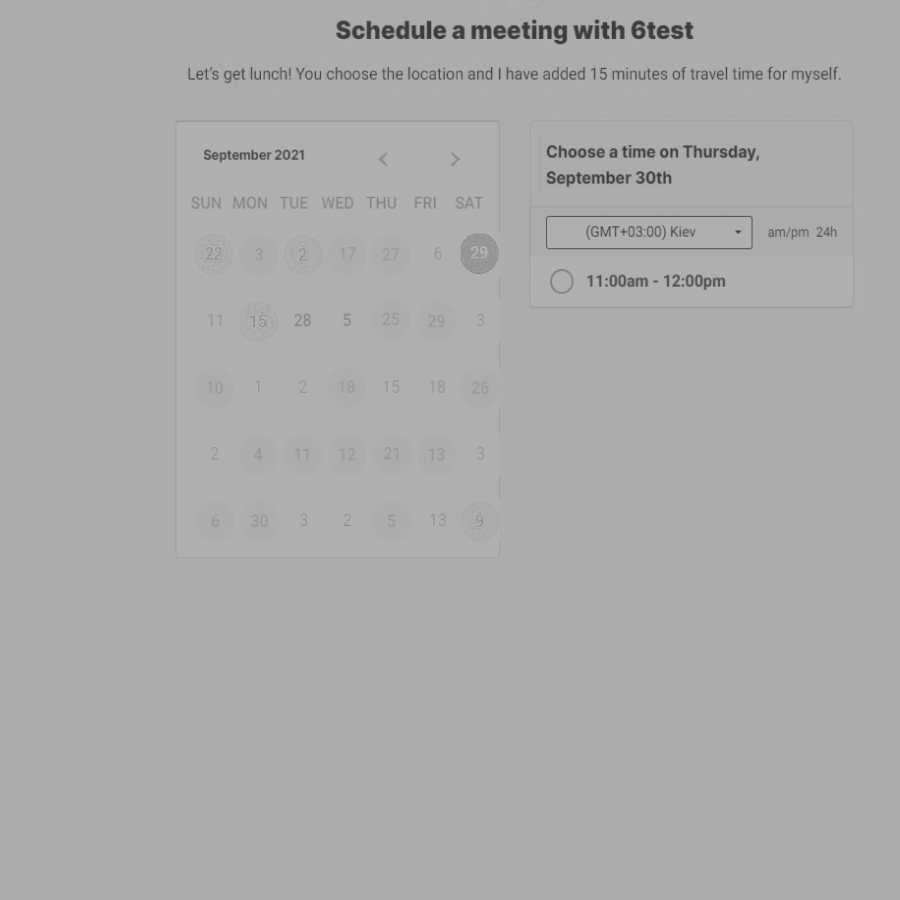 Schedule a meeting with 6test
Let's get lunch! You choose the location and I have added 15 minutes of travel time for myself.
September 2021
SUN MON TUE WED THU FRI SAT
22 3 2 17 27 6 29
11 15 28 5 25 29 3
10 1 2 18 15 18 26
2 4 11 12 21 13 3
6 30 3 2 5 13 9
Choose a time on Thursday,
September 30th
(GMT+03:00) Kiev am/pm 24h
11:00am - 12:00pm